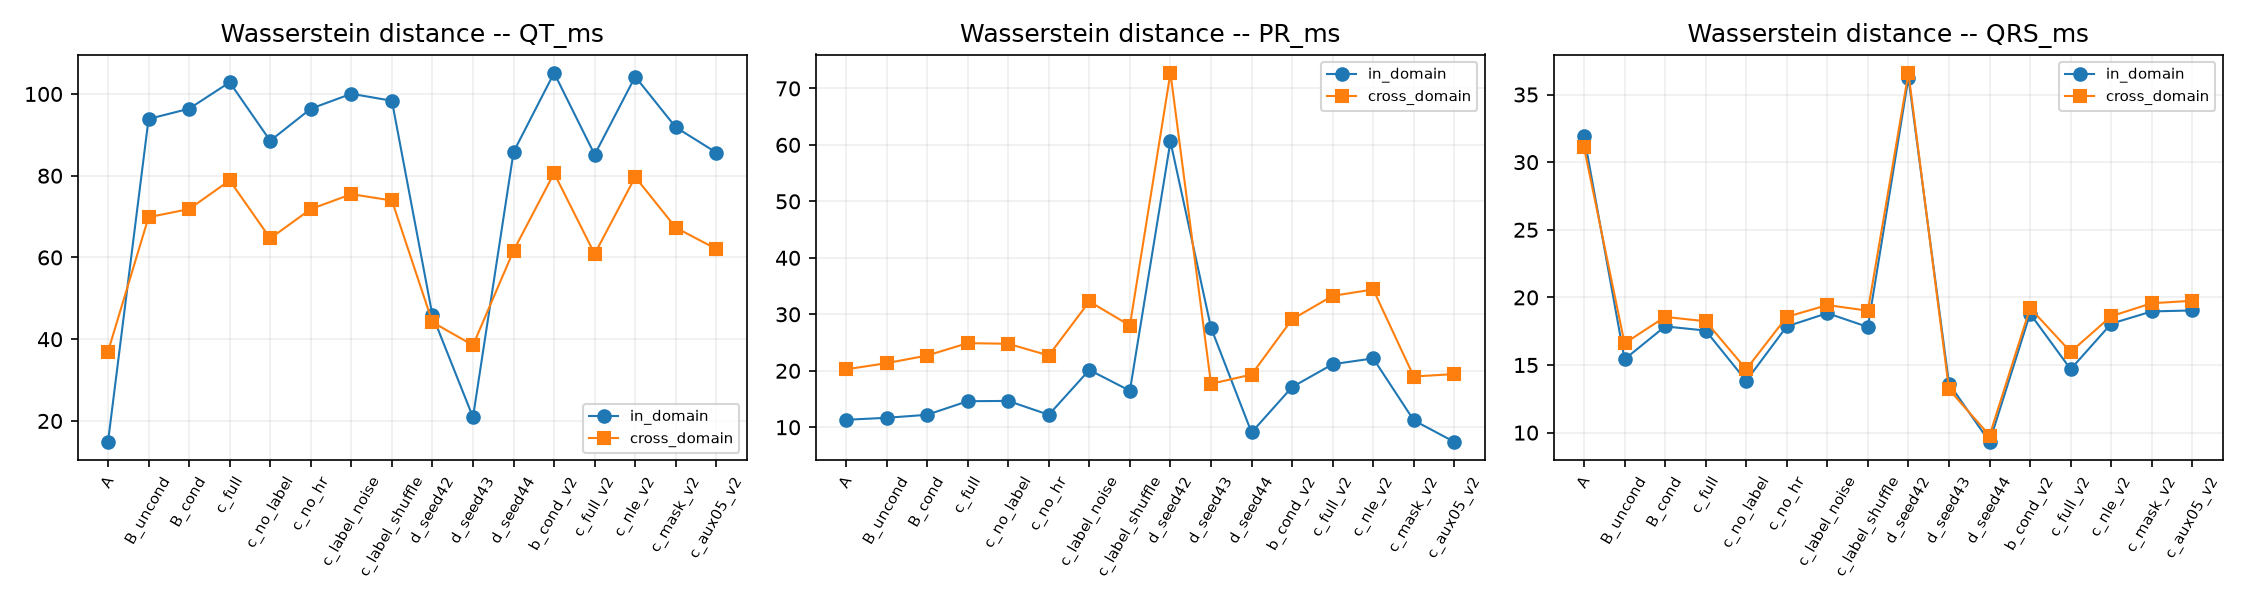 Wasserstein distance -- QT_ms
100
80
60
40
20
in_domain
cross_domain
A
B_uncond
B_cond
c_full
c_no_label
c_no_hr
c_label_noise
c_label_shuffle
d_seed42
d_seed43
d_seed44
b_cond_v2
c_full_v2
c_nle_v2
c_mask_v2
c_aux05_v2
Wasserstein distance -- PR_ms
70
60
50
40
30
20
10
in_domain
cross_domain
A
B_uncond
B_cond
c_full
c_no_label
c_no_hr
c_label_noise
c_label_shuffle
d_seed42
d_seed43
d_seed44
b_cond_v2
c_full_v2
c_nle_v2
c_mask_v2
c_aux05_v2
Wasserstein distance -- QRS_ms
35
30
25
20
15
10
in_domain
cross_domain
A
B_uncond
B_cond
c_full
c_no_label
c_no_hr
c_label_noise
c_label_shuffle
d_seed42
d_seed43
d_seed44
b_cond_v2
c_full_v2
c_nle_v2
c_mask_v2
c_aux05_v2